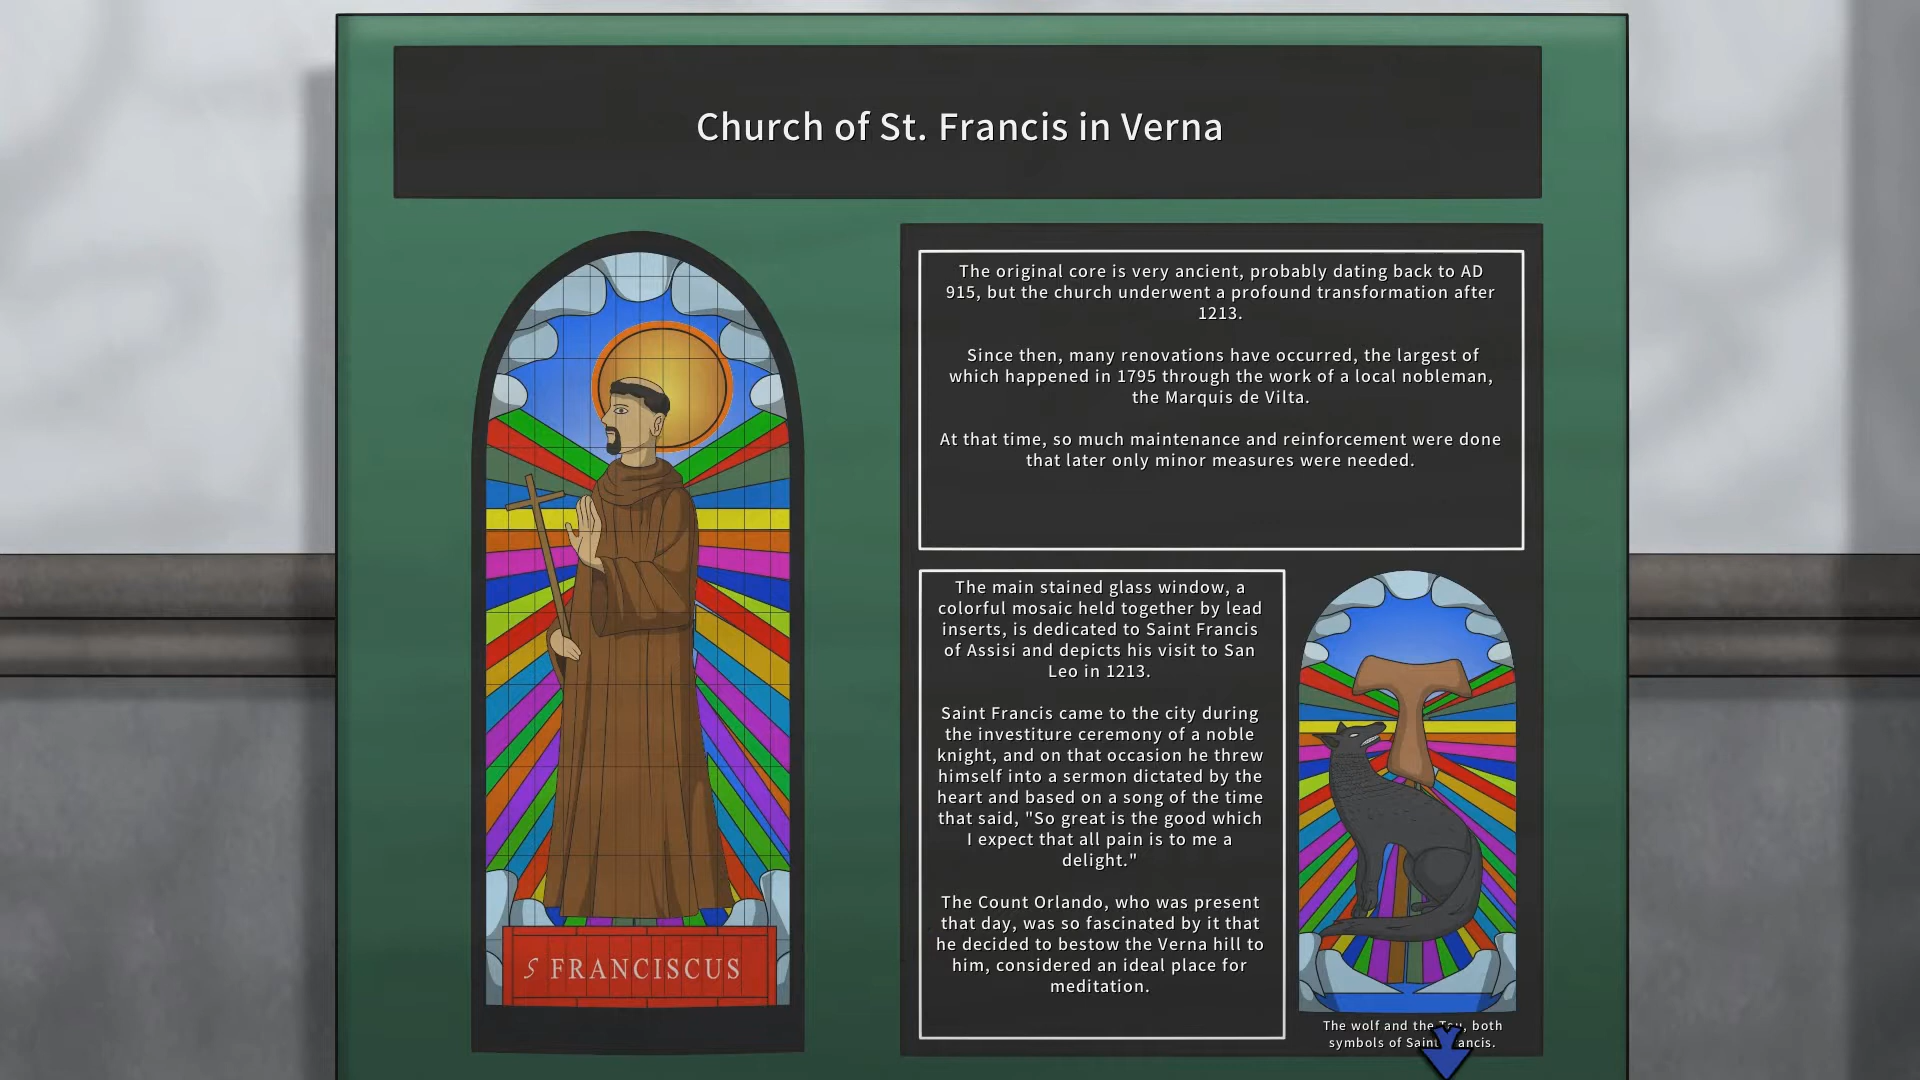 Church of St. Francis in Verna
The original core is very ancient, probably dating back to AD
915, but the church underwent a profound transformation after
1213.
Since then, many renovations have occurred, the largest of
which happened in 1795 through the work of a local nobleman,
the Marquis de Vilta.
At that time, so much maintenance and reinforcement were done
that later only minor measures were needed.
The main stained glass window, a
colorful mosaic held together by lead
inserts, is dedicated to Saint Francis
of Assisi and depicts his visit to San
Leo in 1213.
Saint Francis came to the city during
the investiture ceremony of a noble
knight, and on that occasion he threw
himself into a sermon dictated by the
heart and based on a song of the time
that said, "So great is the good which
I expect that all pain is to me a
delight."
The Count Orlando, who was present
that day, was so fascinated by it that
he decided to bestow the Verna hill to
him, considered an ideal place for
meditation.
S FRANCISCUS
The wolf and the Tau, both
symbols of Saint Francis.